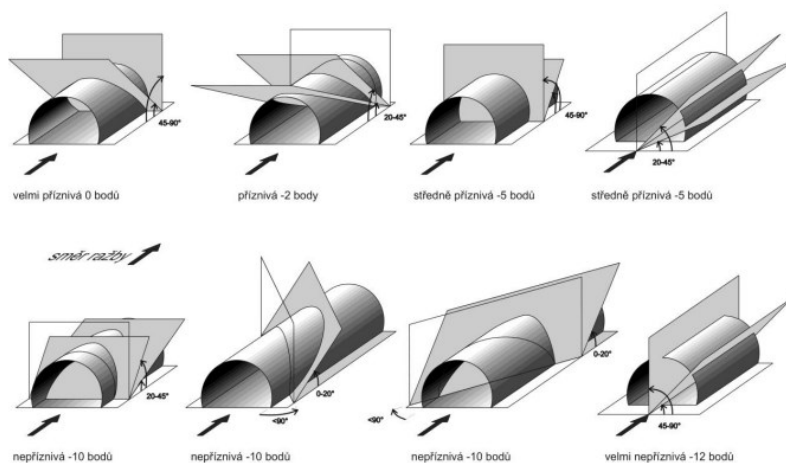 45-90°
20-45°
45-90°
20-45°
velmi příznivá 0 bodů
příznivá -2 body
středně příznivá -5 bodů
středně příznivá -5 bodů
směr ražby
20-45°
<90°
0-20°
<90°
0-20°
45-90°
nepříznivá -10 bodů
nepříznivá -10 bodů
nepříznivá -10 bodů
velmi nepříznivá -12 bodů